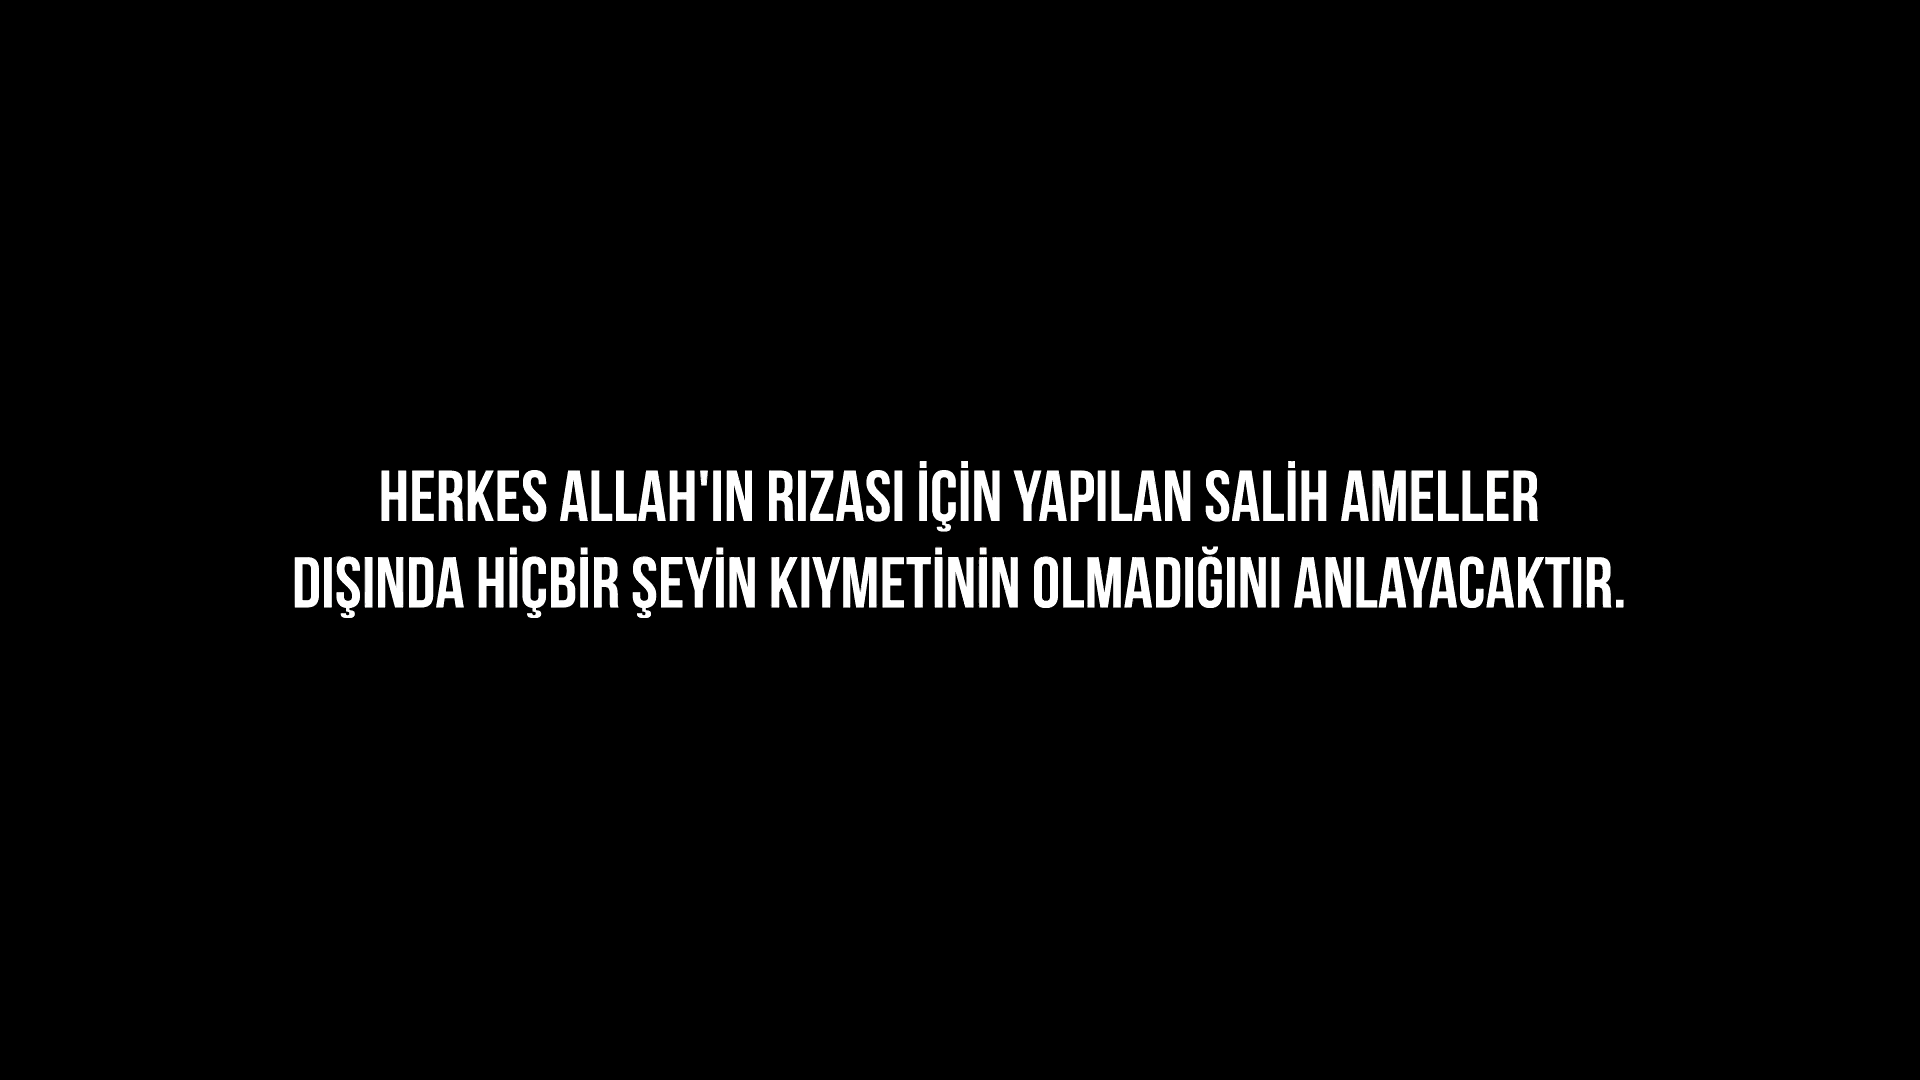 HERKES ALLAH'IN RIZASI İÇİN YAPILAN SALİH AMELLER
DIŞINDA HİÇBİR ŞEYİN KIYMETİNİN OLMADIĞINI ANLAYACAKTIR.